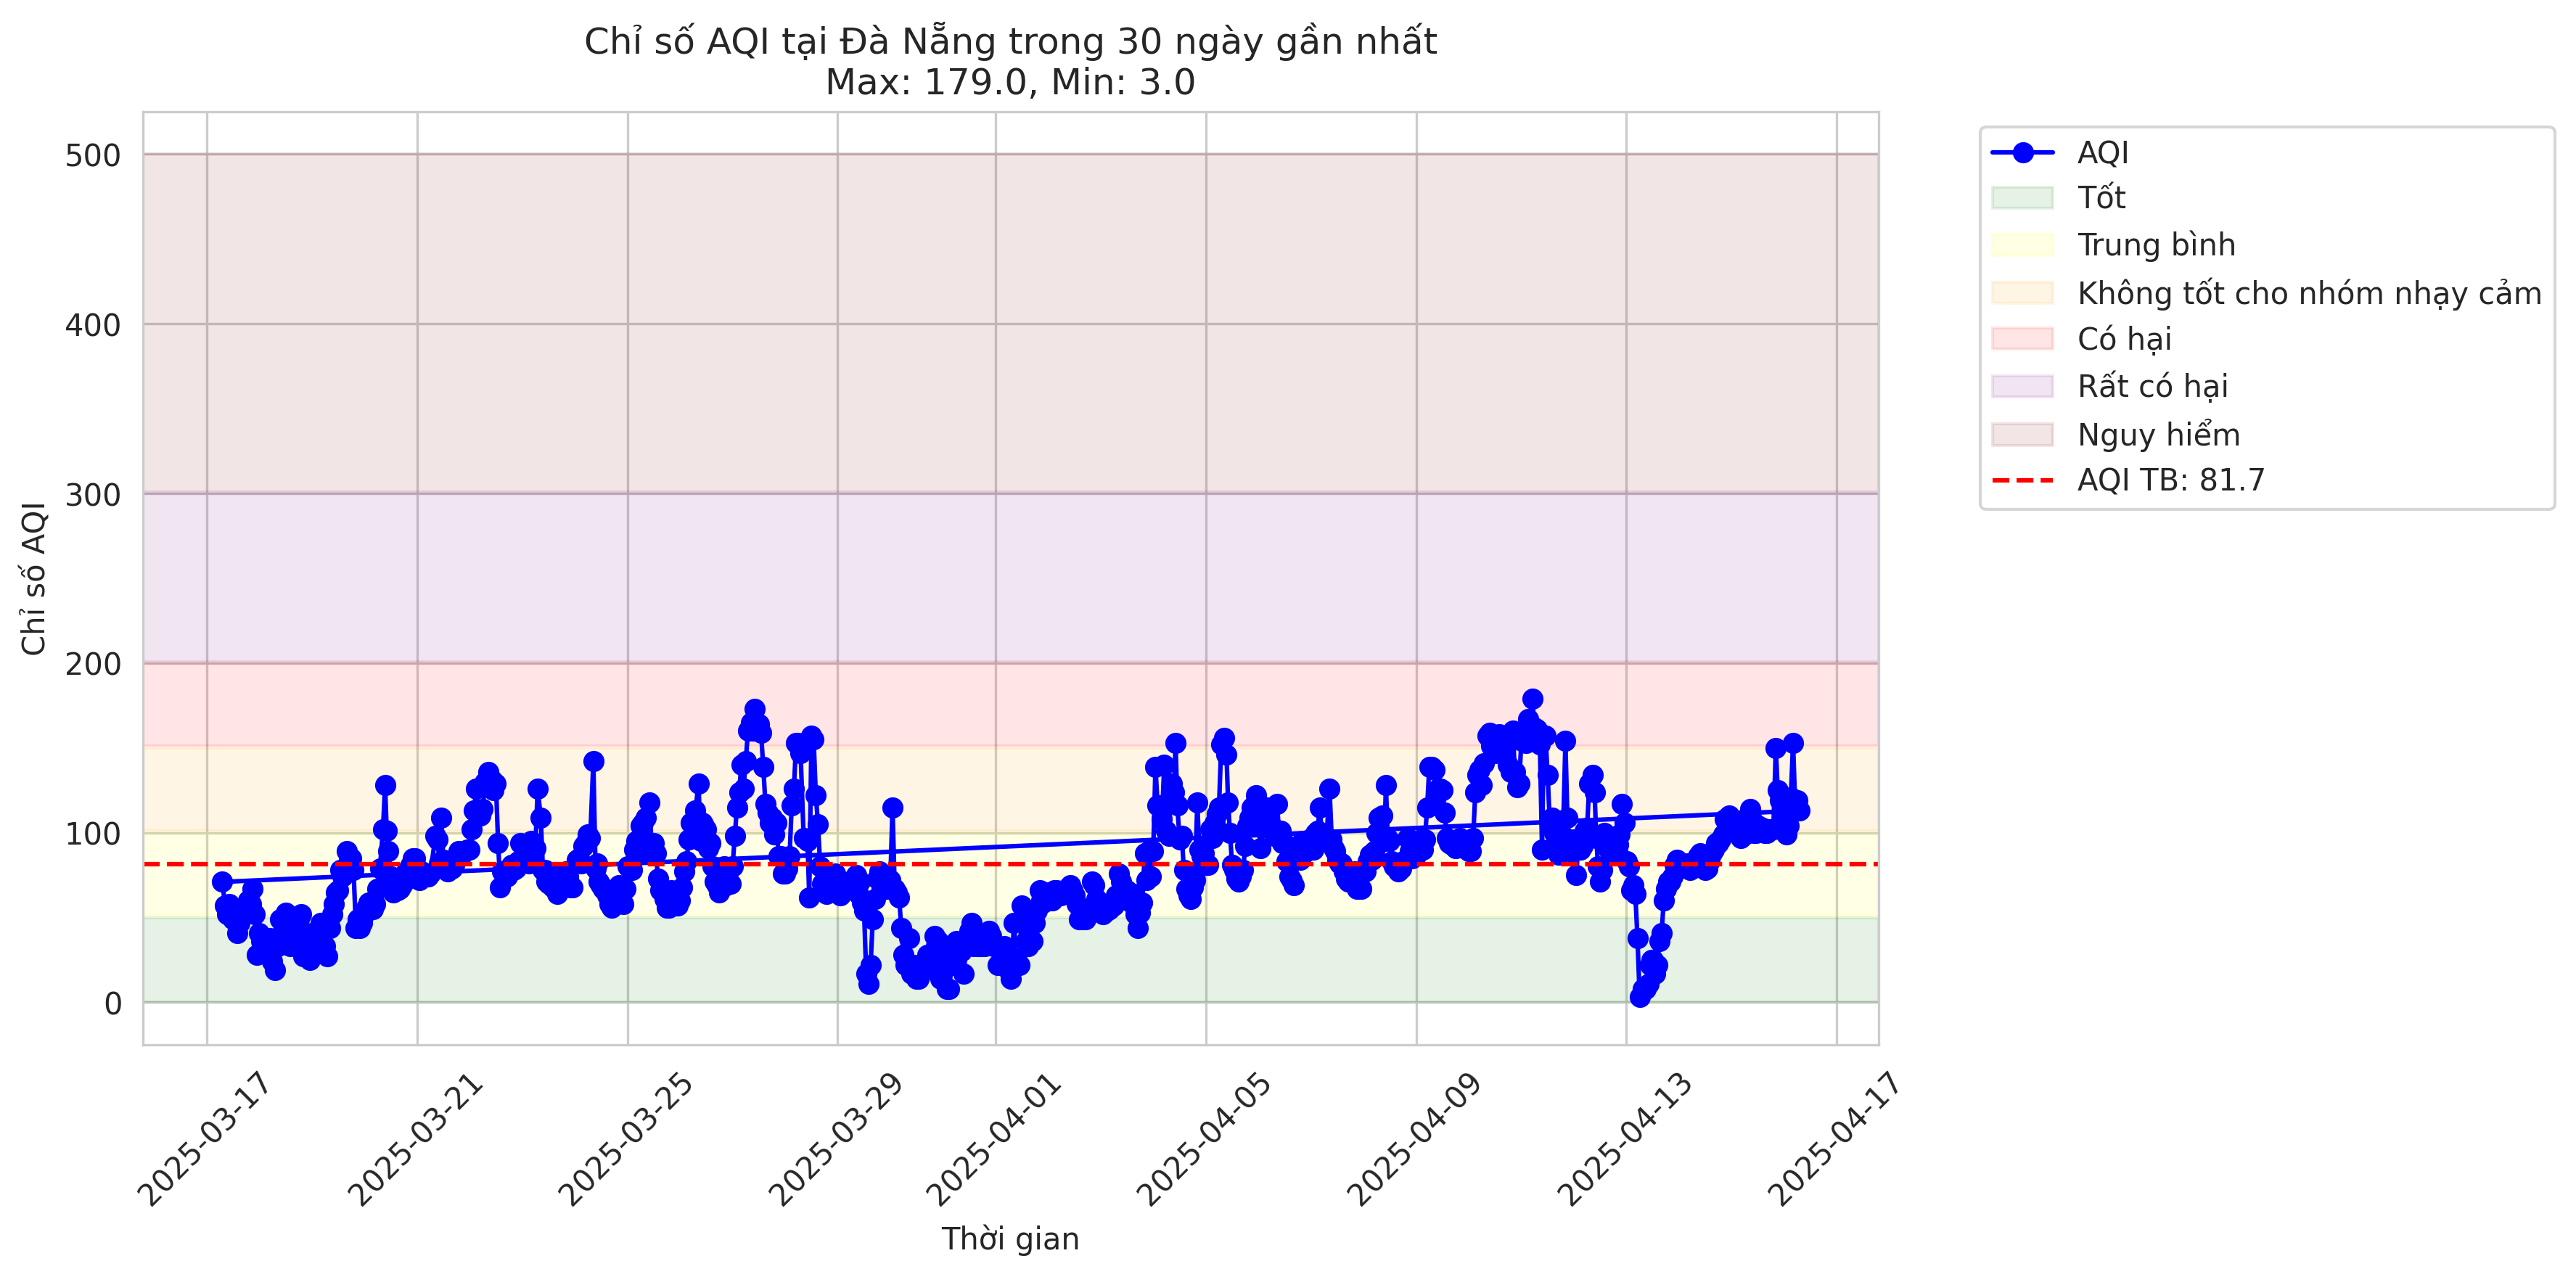 Chỉ số AQI tại Đà Nẵng trong 30 ngày gần nhất
Max: 179.0, Min: 3.0
Chỉ số AQI
500
400
300
200
100
0
2025-03-17
2025-03-21
2025-03-25
2025-03-29
2025-04-01
2025-04-05
2025-04-09
2025-04-13
2025-04-17
Thời gian
AQI
Tốt
Trung bình
Không tốt cho nhóm nhạy cảm
Có hại
Rất có hại
Nguy hiểm
AQI TB: 81.7